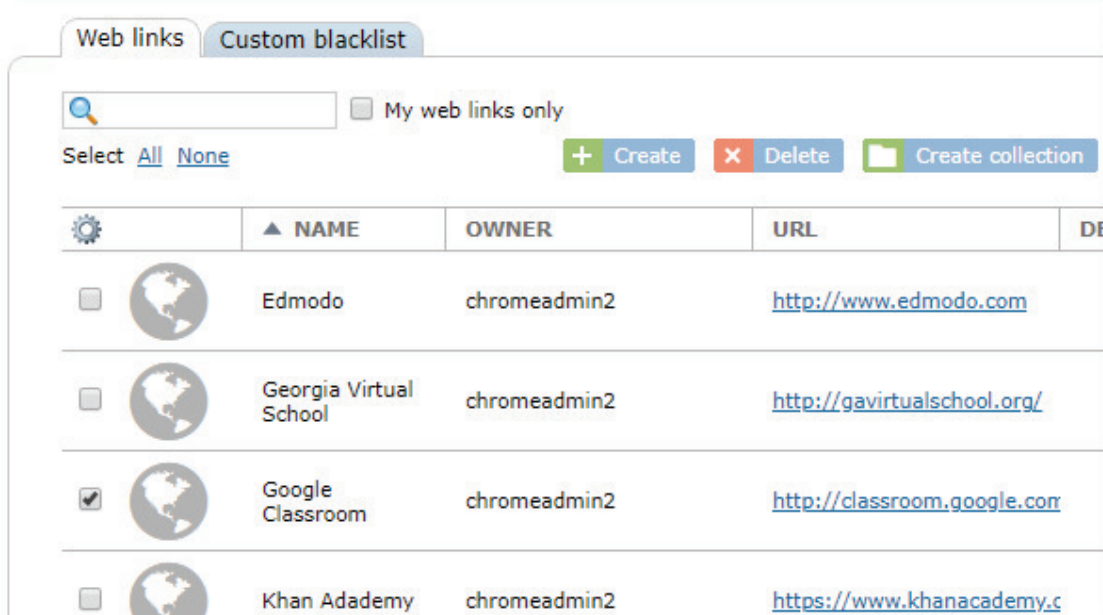 Web links Custom blacklist
My web links only
Select All None
Create Delete Create collection
NAME OWNER URL DE
Edmodo chromeadmin2 http://www.edmodo.com
Georgia Virtual
School chromeadmin2 http://gavirtualschool.org/
Google
Classroom chromeadmin2 http://classroom.google.com
Khan Adademy chromeadmin2 https://www.khanacademy.c